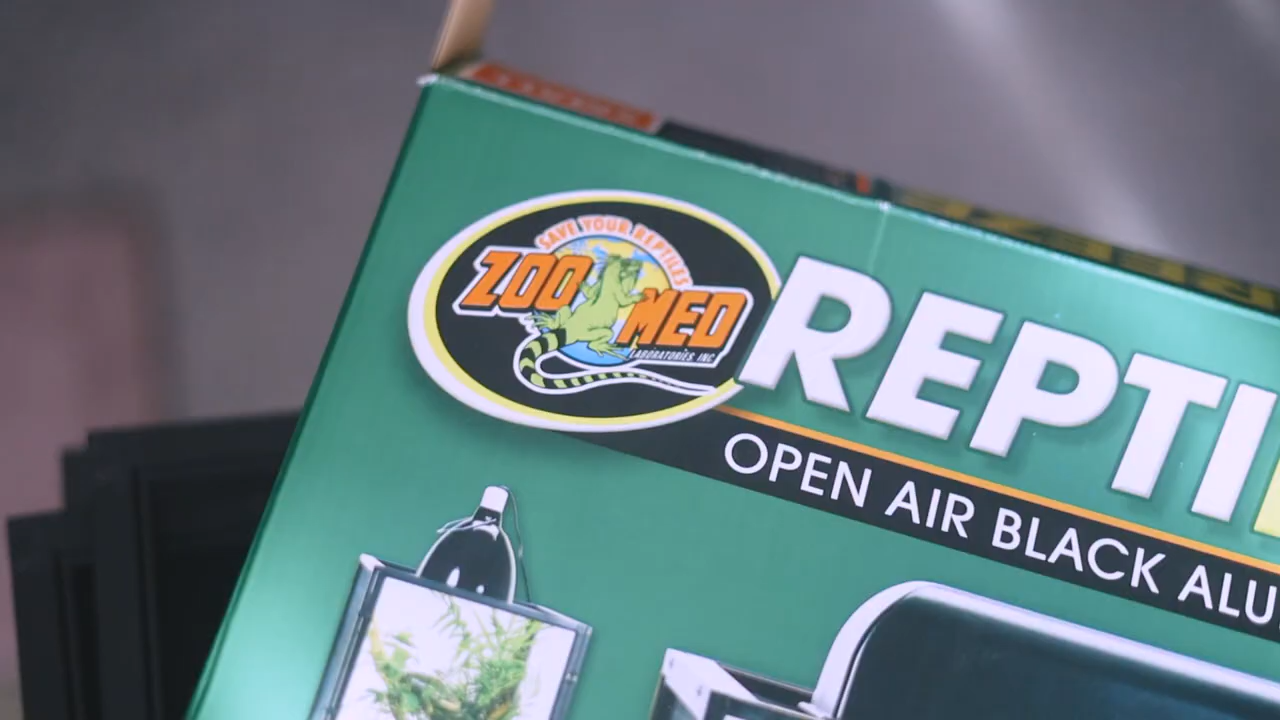 SAVE YOUR REPTILES
ZOO MED
LABORATORIES, INC
REPTI
OPEN AIR BLACK ALU